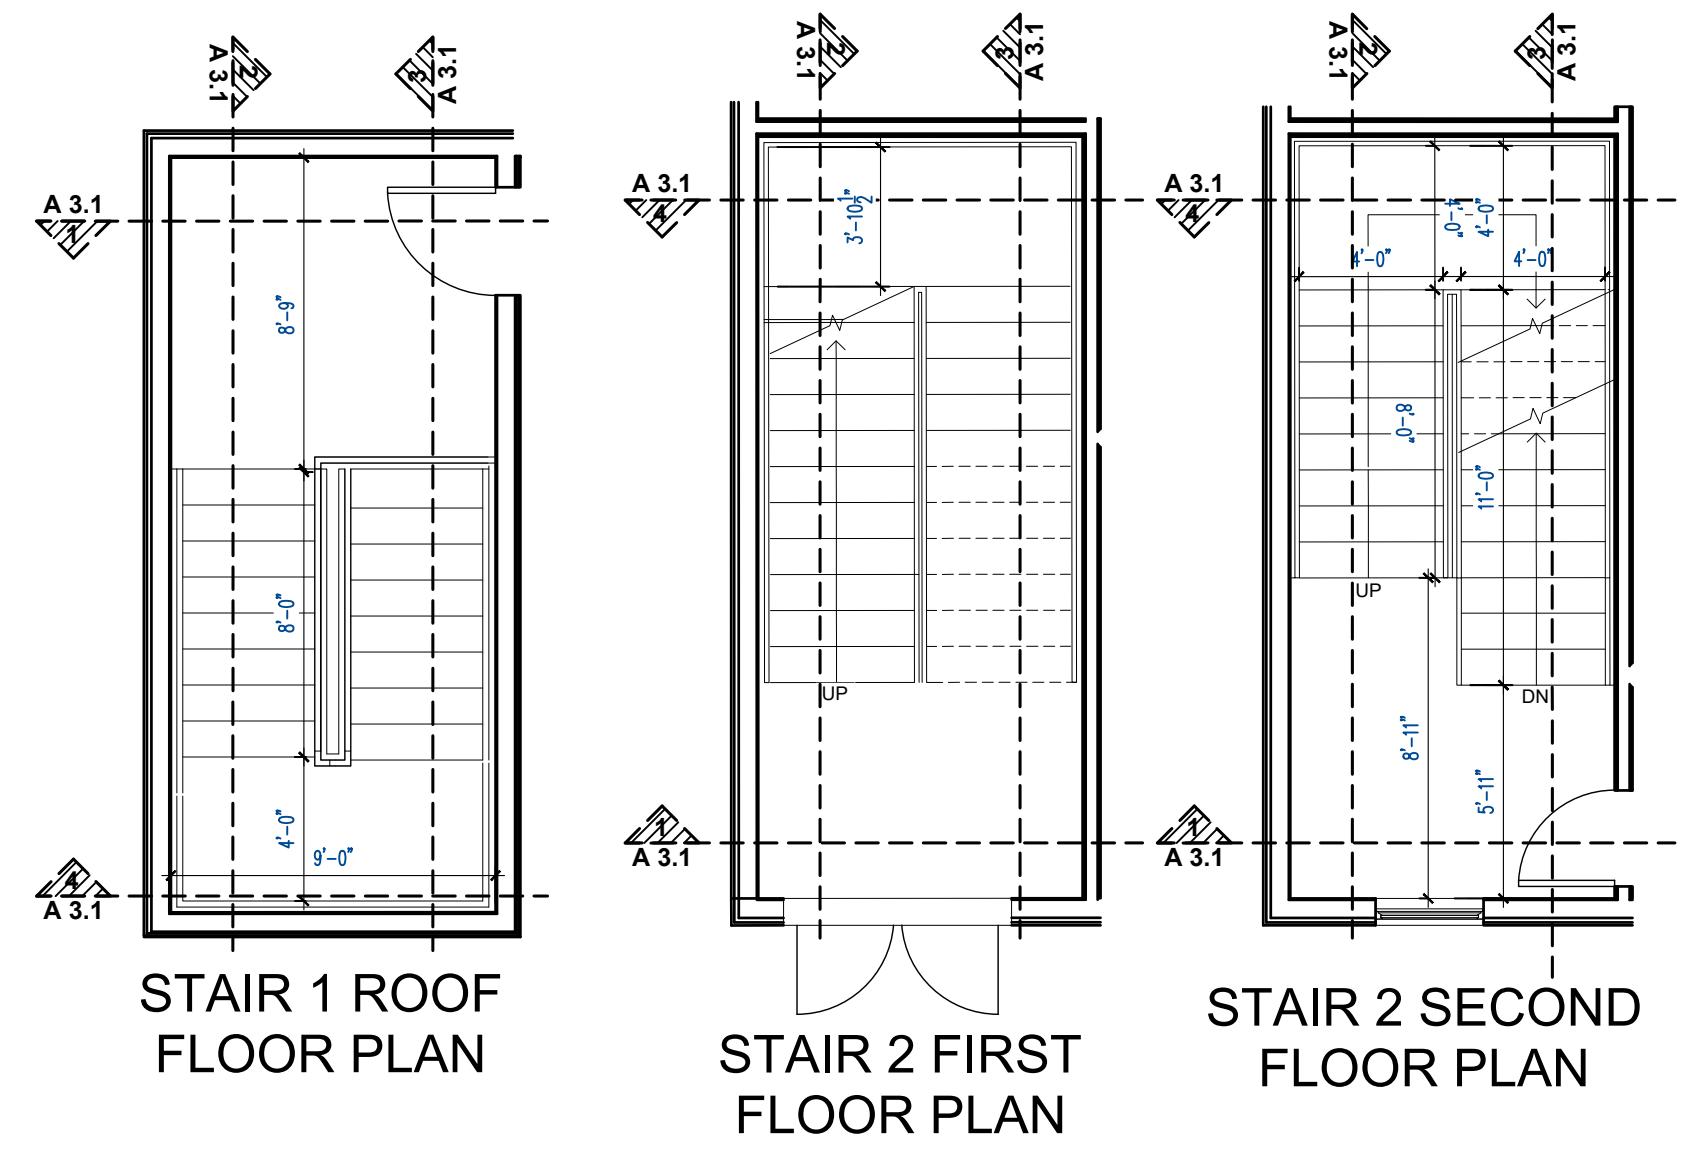 A 3.1
2
3
A 3.1
A 3.1
1
8'-9"
8'-0"
4'-0"
9'-0"
4
A 3.1
STAIR 1 ROOF
FLOOR PLAN
A 3.1
2
3
A 3.1
A 3.1
4
3'-10½"
UP
1
A 3.1
STAIR 2 FIRST
FLOOR PLAN
A 3.1
2
3
A 3.1
A 3.1
4
4'-0"
4'-0"
4'-0"
4'-0"
8'-0"
11'-0"
UP
DN
8'-11"
5'-11"
1
A 3.1
STAIR 2 SECOND
FLOOR PLAN